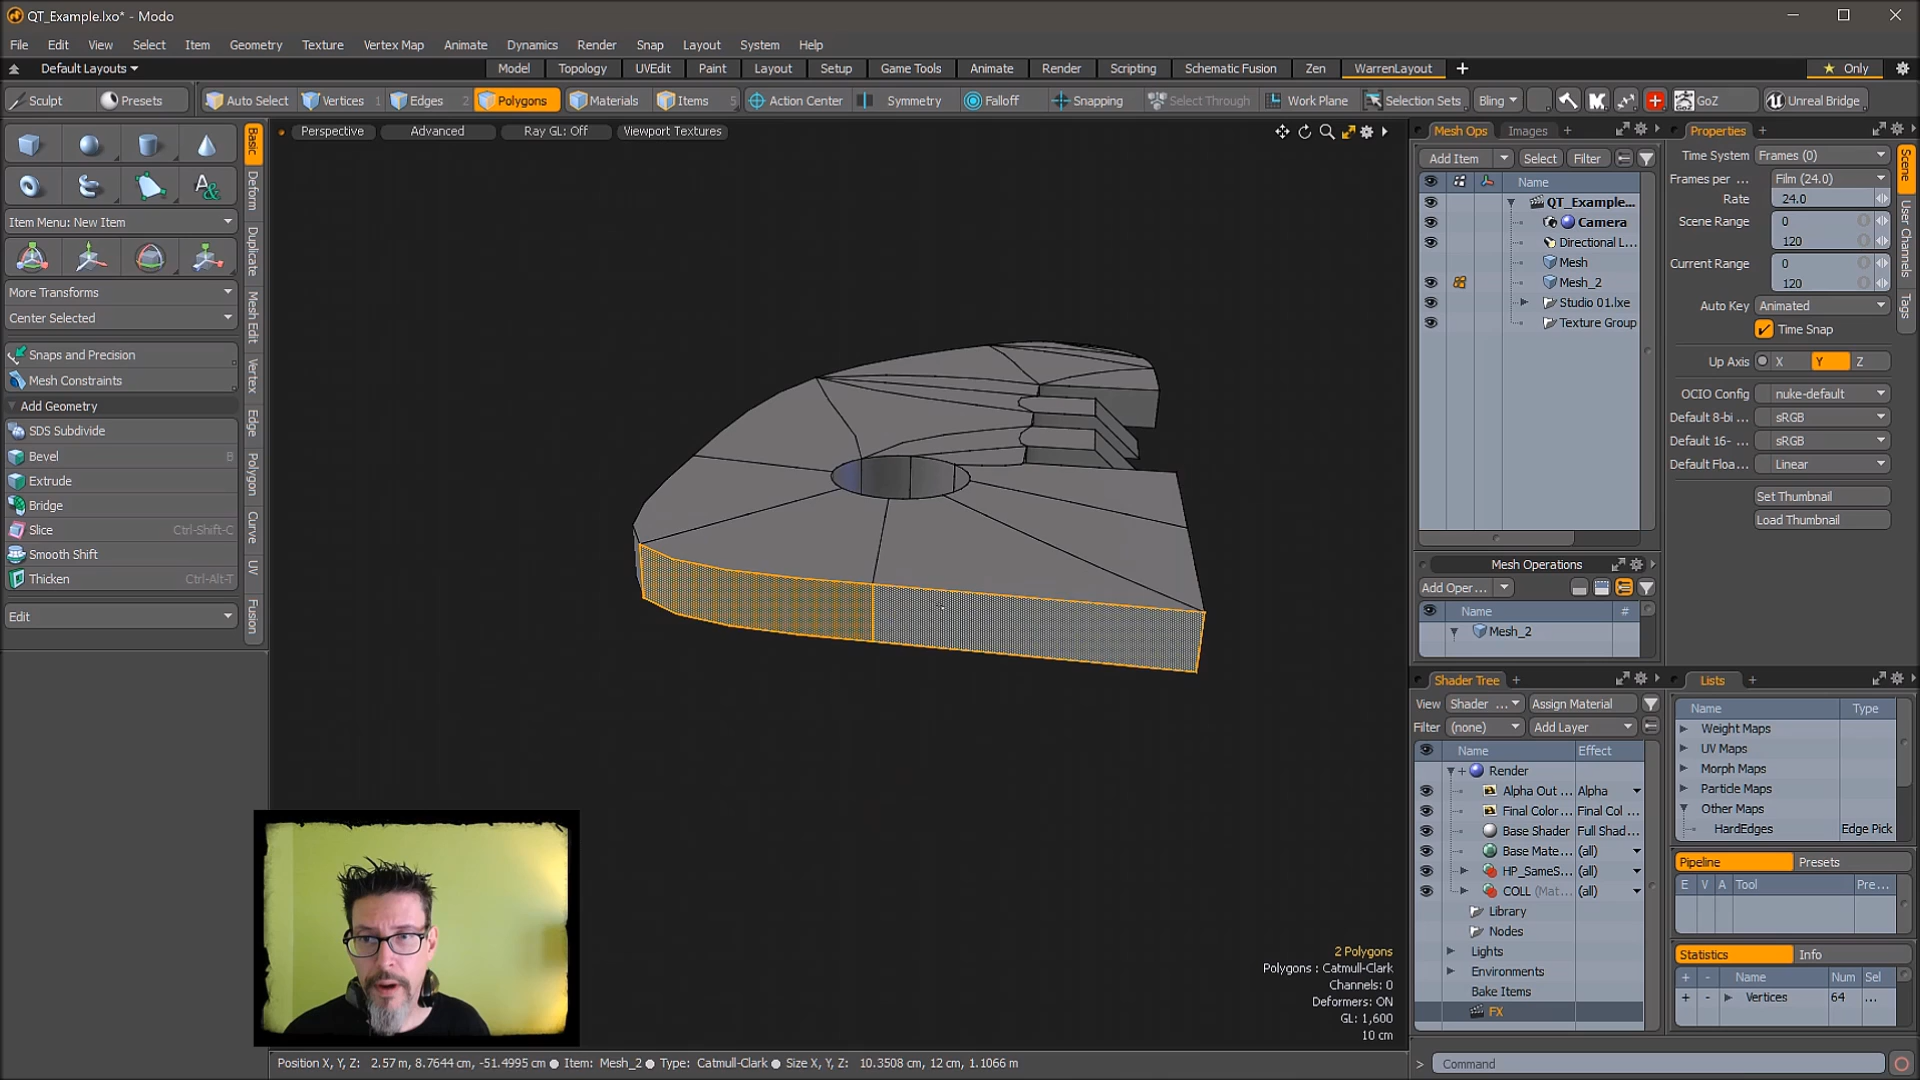 QT_Example.lxo* - Modo
File Edit View Select Item Geometry Texture Vertex Map Animate Dynamics Render Snap Layout System Help
Default Layouts Model Topology UVEdit Paint Layout Setup Game Tools Animate Render Scripting Schematic Fusion Zen WarrenLayout + Only
Sculpt Presets Auto Select Vertices 1 Edges 2 Polygons Materials Items 5 Action Center Symmetry Falloff Snapping Select Through Work Plane Selection Sets Bling GoZ Unreal Bridge
Perspective Advanced Ray GL: Off Viewport Textures
Basic
Deform
Duplicate
Mesh Edit
Vertex
Edge
Polygon
Curve
UV
Fusion
Item Menu: New Item
More Transforms
Center Selected
Snaps and Precision
Mesh Constraints
Add Geometry
SDS Subdivide
Bevel B
Extrude
Bridge
Slice Ctrl-Shift-C
Smooth Shift
Thicken Ctrl-Alt-T
Edit
2 Polygons
Polygons : Catmull-Clark
Channels: 0
Deformers: ON
GL: 1,600
10 cm
Position X, Y, Z: 2.57 m, 8.7644 cm, -51.4995 cm Item: Mesh_2 Type: Catmull-Clark Size X, Y, Z: 10.3508 cm, 12 cm, 1.1066 m
Mesh Ops Images +
Add Item Select Filter
Name
QT_Example...
Camera
Directional L...
Mesh
Mesh_2
Studio 01.lxe
Texture Group
Mesh Operations
Add Oper...
Name #
Mesh_2
Shader Tree +
View Shader ... Assign Material
Filter (none) Add Layer
Name Effect
Render
Alpha Out ... Alpha
Final Color... Final Col ...
Base Shader Full Shad...
Base Mate... (all)
HP_SameS... (all)
COLL (Mat... (all)
Library
Nodes
Lights
Environments
Bake Items
FX
Properties +
Time System Frames (0)
Frames per ... Film (24.0)
Rate 24.0
Scene Range 0
120
Current Range 0
120
Auto Key Animated
Time Snap
Up Axis X Y Z
OCIO Config nuke-default
Default 8-bi ... sRGB
Default 16- ... sRGB
Default Floa... Linear
Set Thumbnail
Load Thumbnail
Scene
User Channels
Tags
Lists +
Name Type
Weight Maps
UV Maps
Morph Maps
Particle Maps
Other Maps
HardEdges Edge Pick
Pipeline Presets
E V A Tool Pre...
Statistics Info
+ - Name Num Sel
+ - Vertices 64 ...
> Command